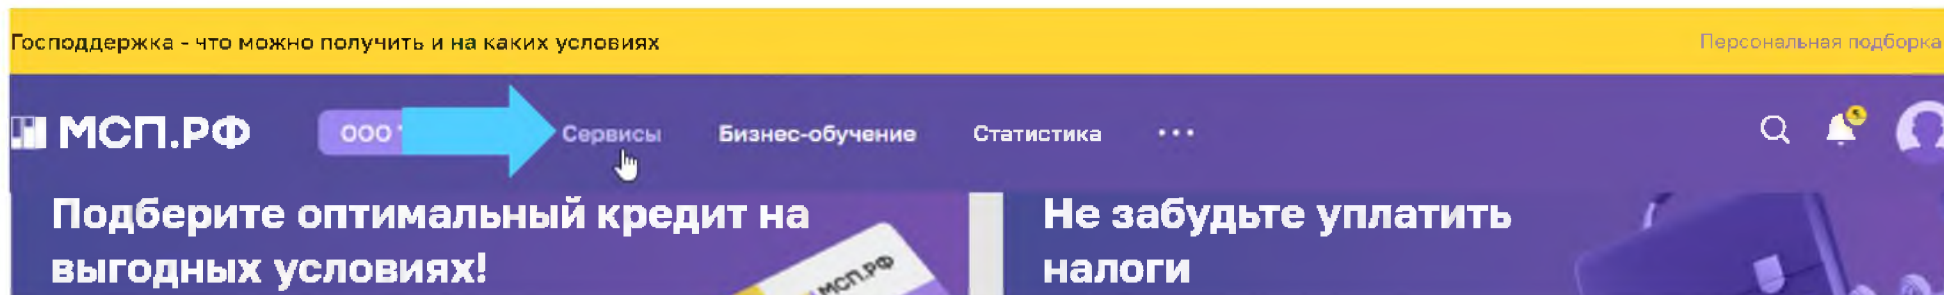 Господдержка - что можно получить и на каких условиях
Персональная подборка
МСП.РФ
ООО
Сервисы
Бизнес-обучение
Статистика
5
Подберите оптимальный кредит на
выгодных условиях!
МСП.РФ
Не забудьте уплатить
налоги